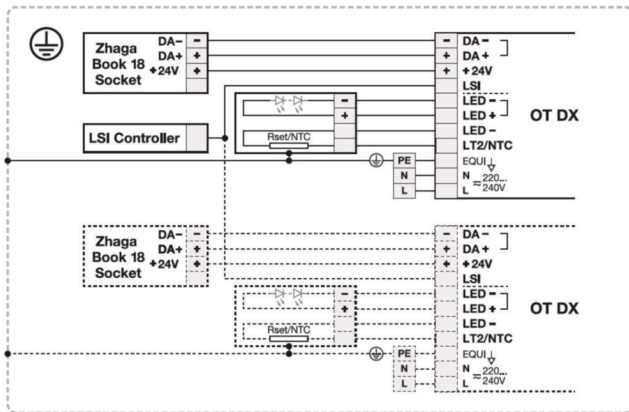 Zhaga
Book 18
Socket
DA−
DA+
+24V
−
+
+
−
+
+
DA −
DA +
+ 24V
LSI
LED −
LED +
LED −
LT2/NTC
EQUI
N
L
≂ 220...
240V
OT DX
−
+
Rset/NTC
LSI Controller
PE
N
L
Zhaga
Book 18
Socket
DA−
DA+
+24V
−
+
+
−
+
+
DA −
DA +
+ 24V
LSI
LED −
LED +
LED −
LT2/NTC
EQUI
N
L
≂ 220...
240V
OT DX
−
+
Rset/NTC
PE
N
L